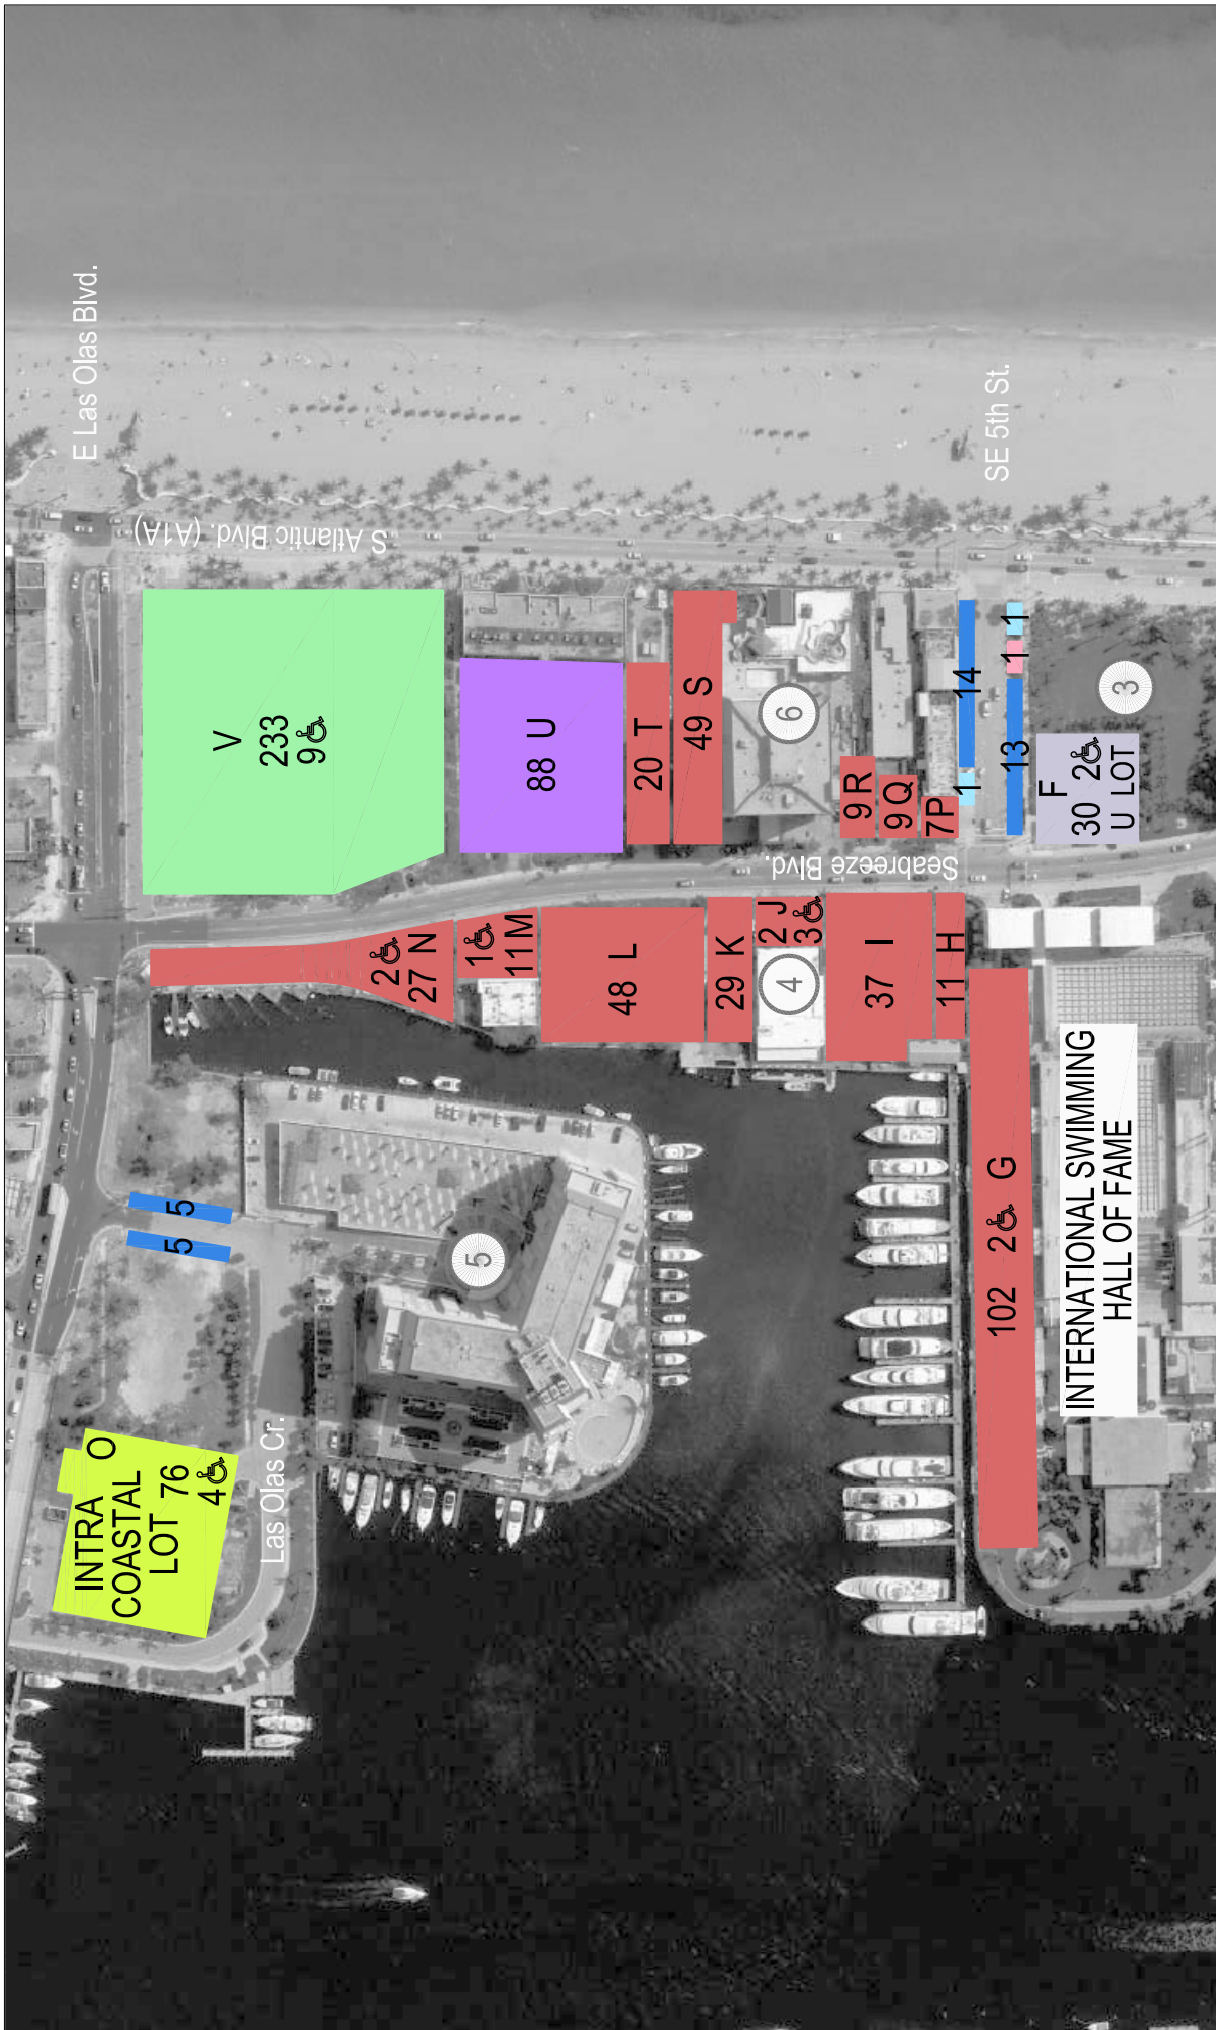 E Las Olas Blvd.
S Atlantic Blvd. (A1A)
SE 5th St.
V
233
9
88 U
20 T
49 S
6
9 R
9 Q
7 P
14
1
1
1
13
3
F
30 2
U LOT
Seabreeze Blvd.
2
27 N
1
11 M
48 L
29 K
2 J
3
4
37 I
11 H
102 2 G
INTERNATIONAL SWIMMING
HALL OF FAME
5
5
5
INTRA O
COASTAL
LOT 76
4
Las Olas Cr.